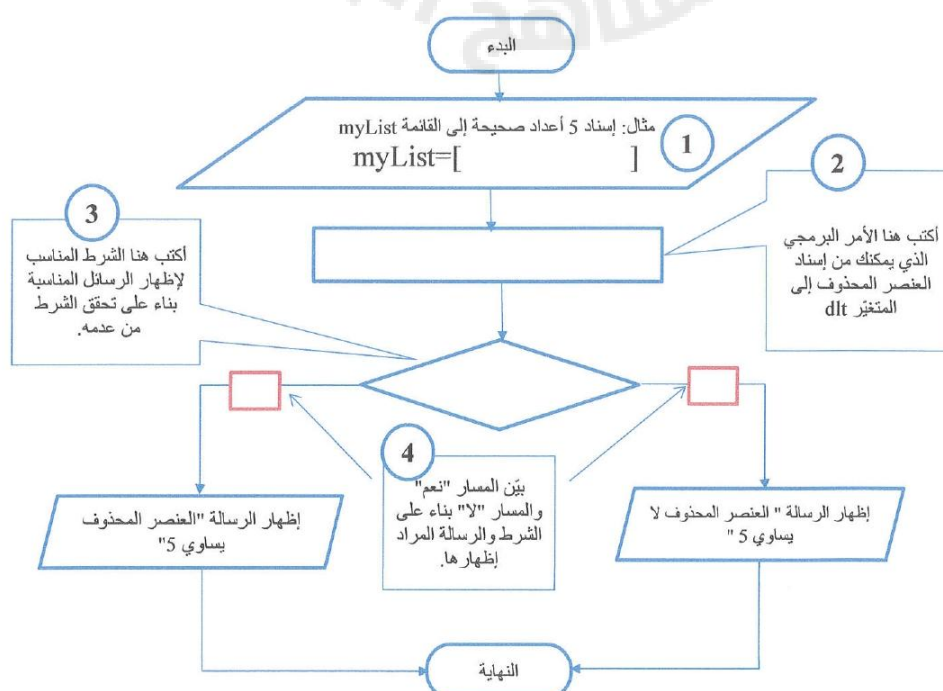 البدء
مثال: إسناد 5 أعداد صحيحة إلى القائمة myList
myList=[ ]
1
2
أكتب هنا الأمر البرمجي
الذي يمكنك من إسناد
العنصر المحذوف إلى
المتغيّر dlt
3
أكتب هنا الشرط المناسب
لإظهار الرسائل المناسبة
بناء على تحقق الشرط
من عدمه.
4
بيّن المسار "نعم"
والمسار "لا" بناء على
الشرط والرسالة المراد
إظهارها.
إظهار الرسالة " العنصر المحذوف لا
يساوي 5 "
إظهار الرسالة "العنصر المحذوف
يساوي 5"
النهاية